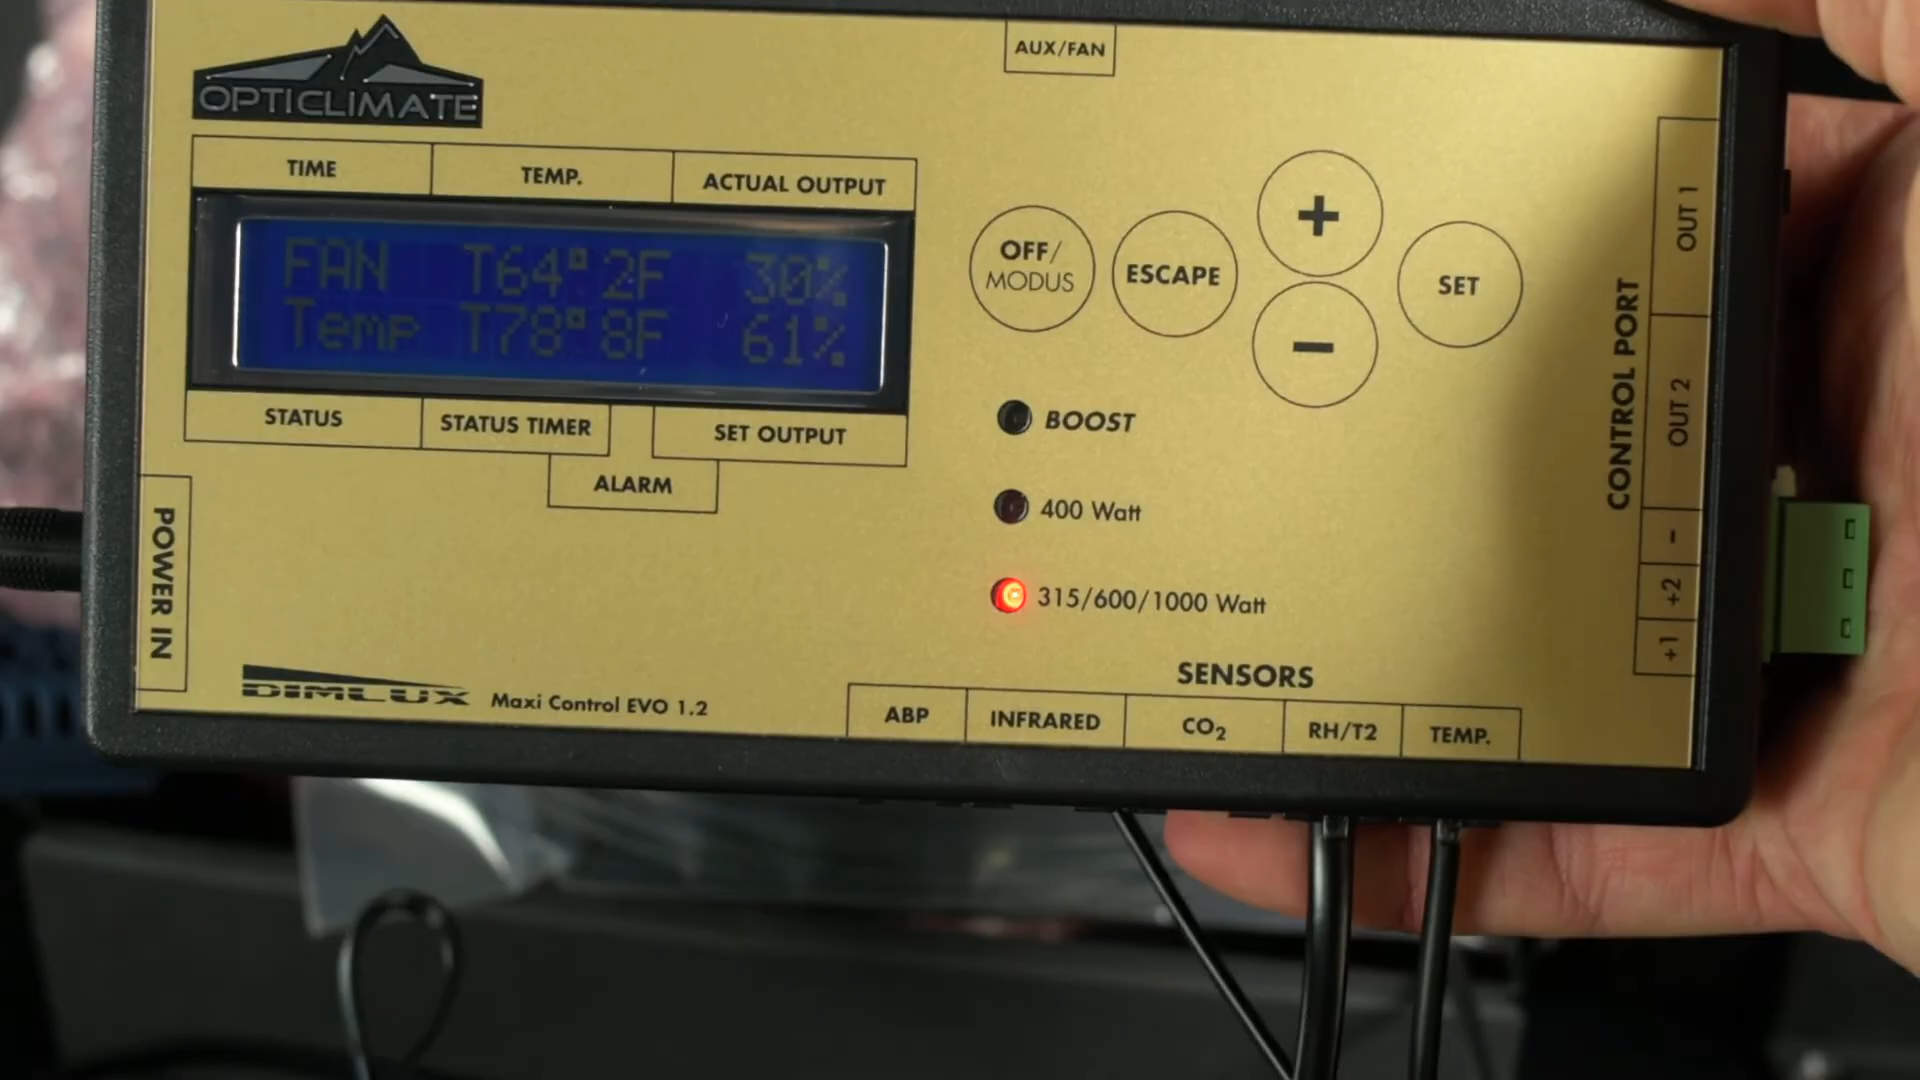 AUX/FAN
OPTICLIMATE
TIME
TEMP.
ACTUAL OUTPUT
FAN T64°2F 30%
Temp T78°8F 61%
STATUS
STATUS TIMER
SET OUTPUT
ALARM
OFF/
MODUS
ESCAPE
+
-
SET
BOOST
400 Watt
315/600/1000 Watt
CONTROL PORT
OUT 1
OUT 2
-
+2
+1
POWER IN
DIMLUX Maxi Control EVO 1.2
SENSORS
ABP
INFRARED
CO₂
RH/T2
TEMP.